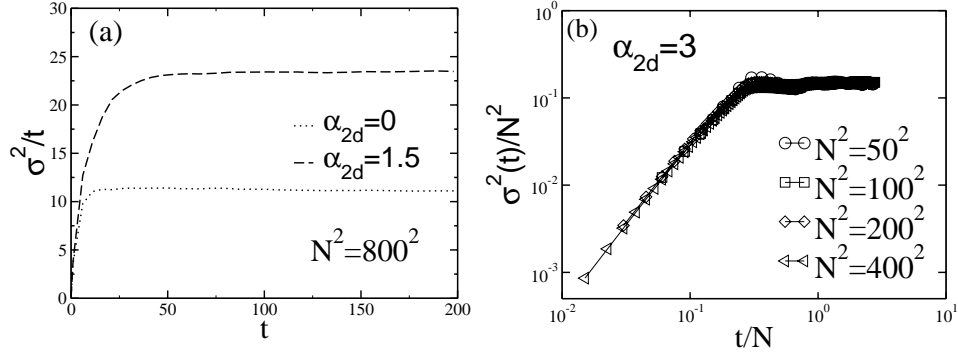 (a)
σ²/t
30
25
20
15
10
5
0
α₂d=0
α₂d=1.5
N²=800²
0 50 100 150 200
t
(b)
α₂d=3
σ²(t)/N²
10⁰
10⁻¹
10⁻²
10⁻³
N²=50²
N²=100²
N²=200²
N²=400²
10⁻² 10⁻¹ 10⁰ 10¹
t/N